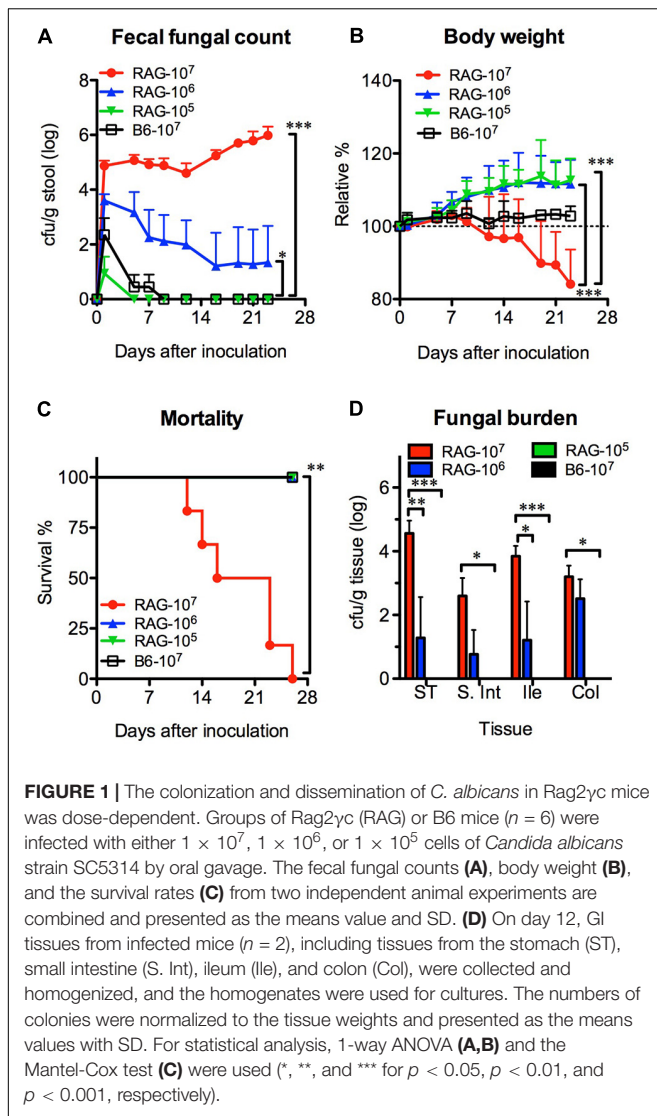 A Fecal fungal count
RAG-10⁷
RAG-10⁶
RAG-10⁵
B6-10⁷
***
*
8
6
4
2
0
cfu/g stool (log)
0 7 14 21 28
Days after inoculation
B Body weight
RAG-10⁷
RAG-10⁶
RAG-10⁵
B6-10⁷
***
***
140
120
100
80
Relative %
0 7 14 21 28
Days after inoculation
C Mortality
**
100
75
50
25
0
Survival %
RAG-10⁷
RAG-10⁶
RAG-10⁵
B6-10⁷
0 7 14 21 28
Days after inoculation
D Fungal burden
RAG-10⁷ RAG-10⁵
RAG-10⁶ B6-10⁷
***
**
*
***
*
*
6
4
2
0
cfu/g tissue (log)
ST S. Int Ile Col
Tissue
FIGURE 1 | The colonization and dissemination of C. albicans in Rag2γc mice
was dose-dependent. Groups of Rag2γc (RAG) or B6 mice (n = 6) were
infected with either 1 × 10⁷, 1 × 10⁶, or 1 × 10⁵ cells of Candida albicans
strain SC5314 by oral gavage. The fecal fungal counts (A), body weight (B),
and the survival rates (C) from two independent animal experiments are
combined and presented as the means value and SD. (D) On day 12, GI
tissues from infected mice (n = 2), including tissues from the stomach (ST),
small intestine (S. Int), ileum (Ile), and colon (Col), were collected and
homogenized, and the homogenates were used for cultures. The numbers of
colonies were normalized to the tissue weights and presented as the means
values with SD. For statistical analysis, 1-way ANOVA (A,B) and the
Mantel-Cox test (C) were used (*, **, and *** for p < 0.05, p < 0.01, and
p < 0.001, respectively).